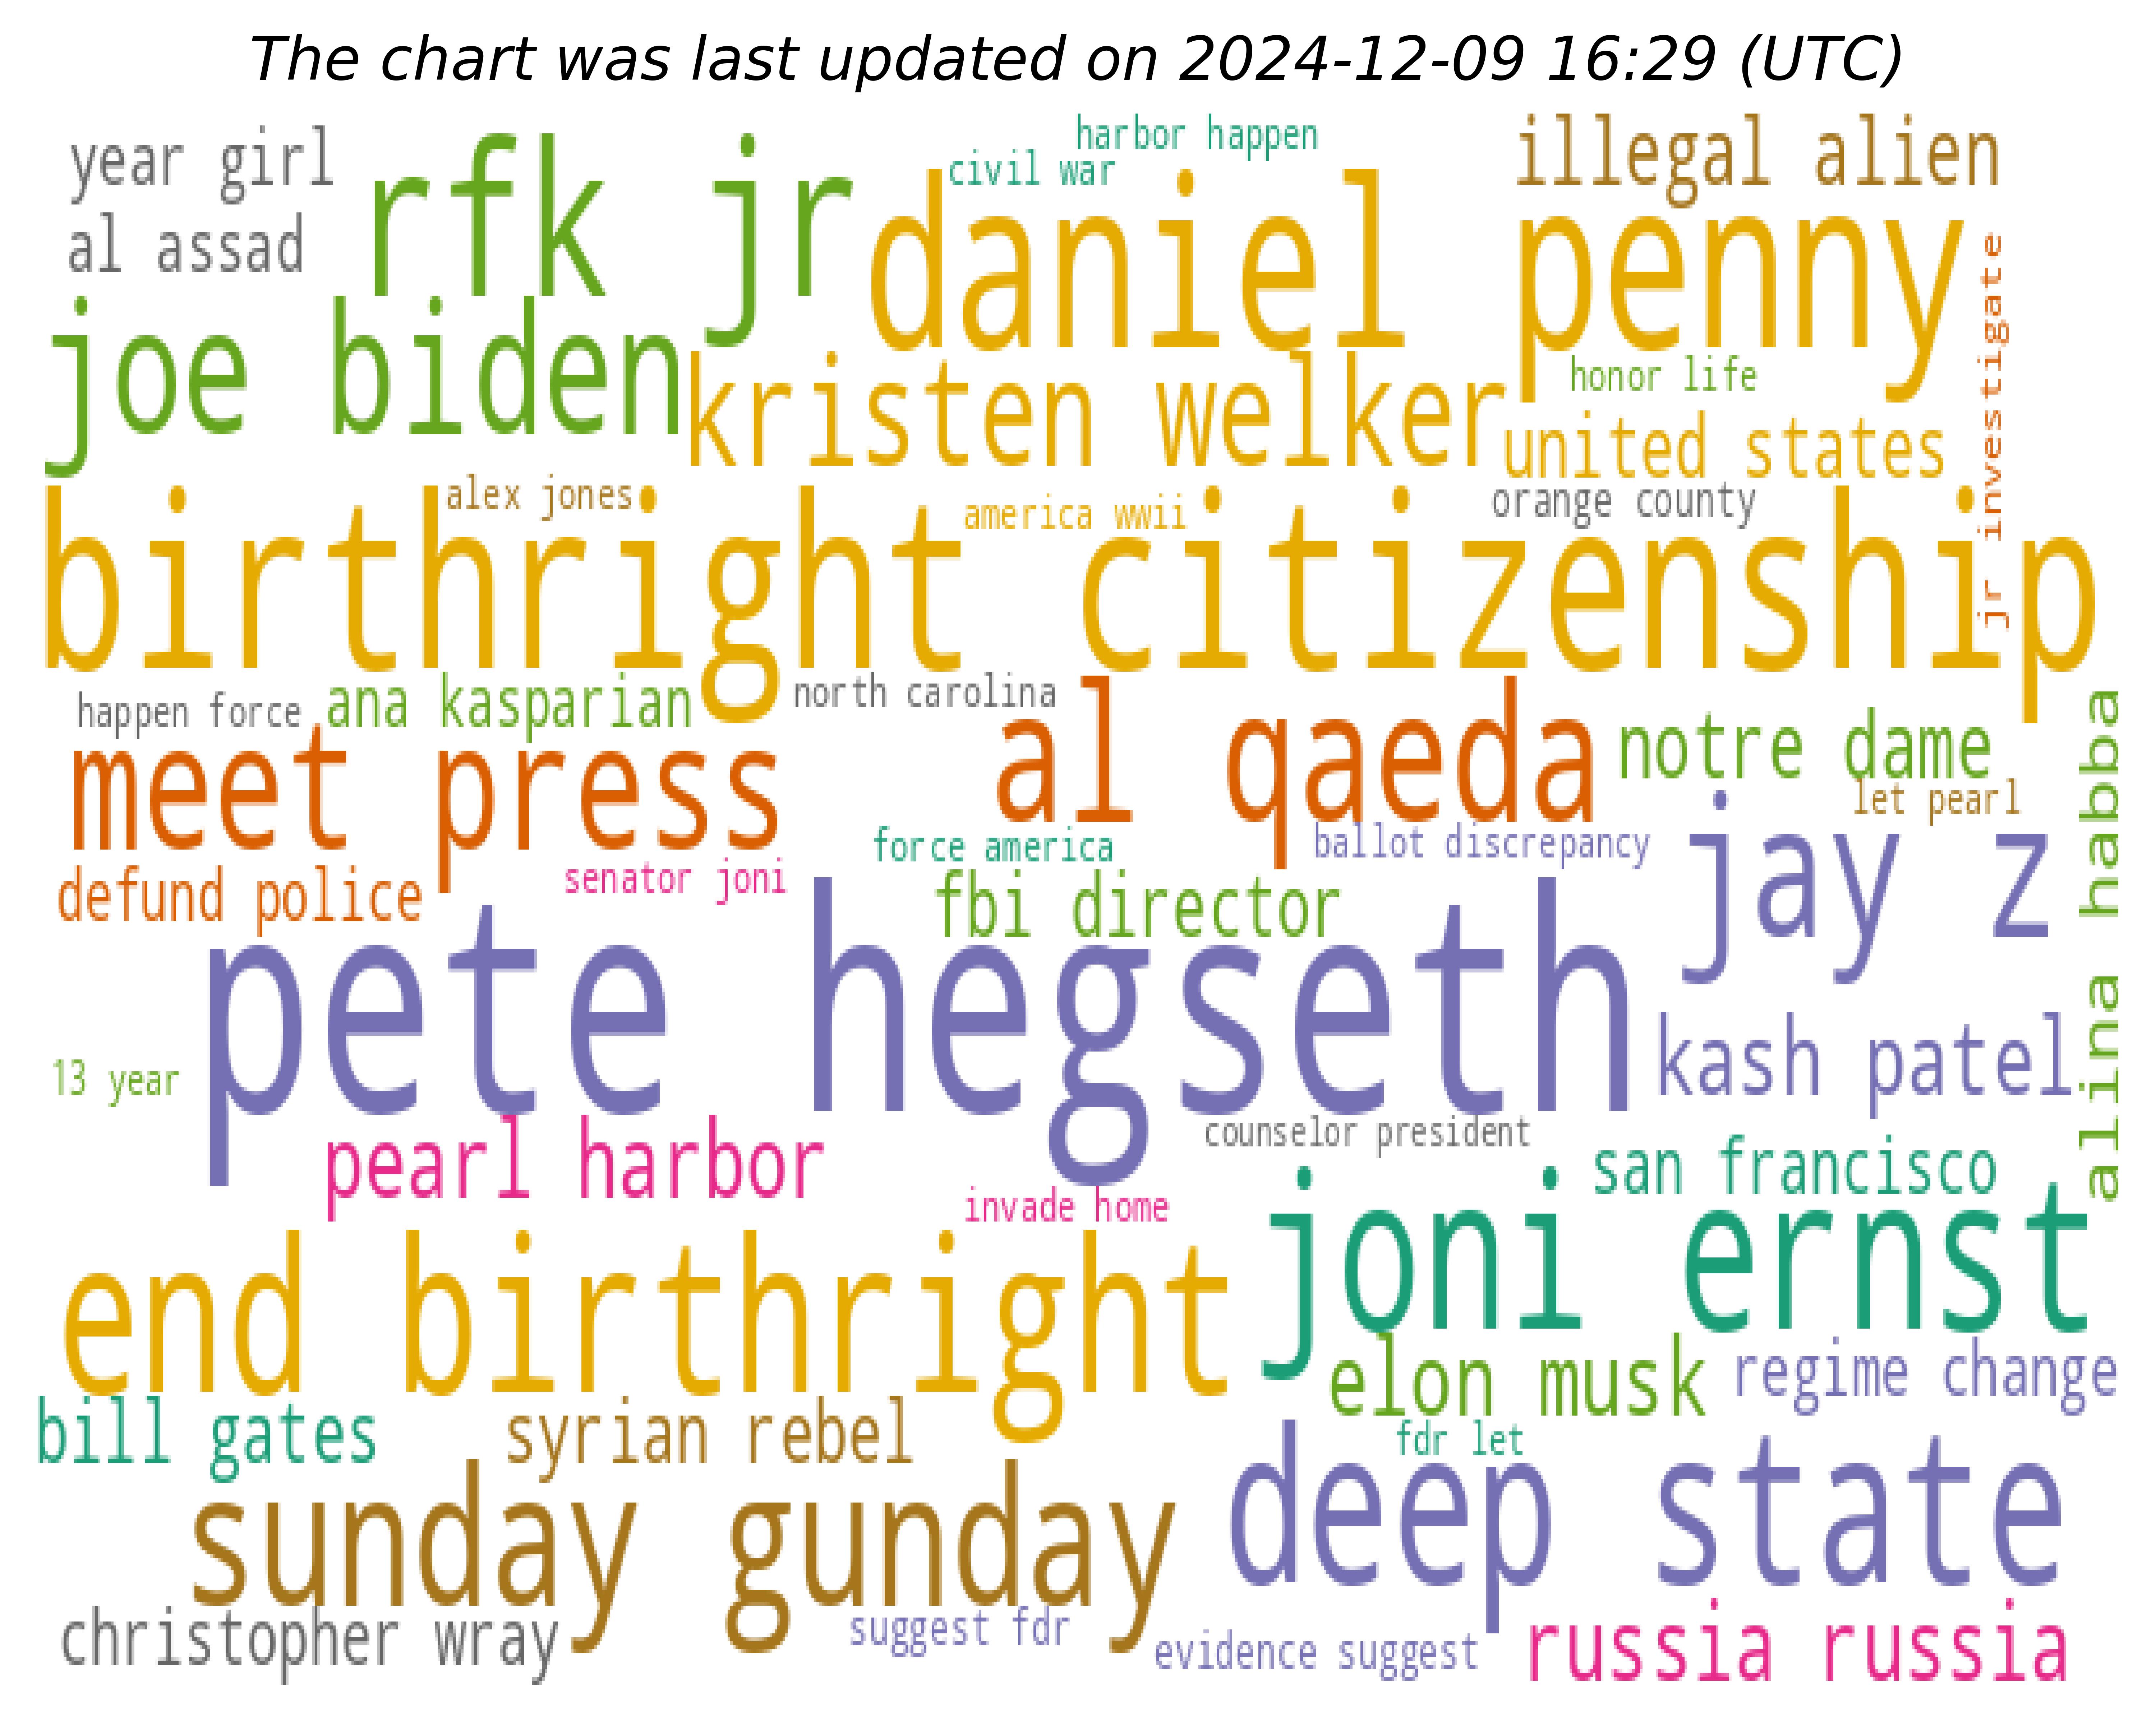 The chart was last updated on 2024-12-09 16:29 (UTC)
year girl
rfk jr
harbor happen
civil war
illegal alien
al assad
daniel penny
jr investigate
joe biden
kristen welker
honor life
united states
alex jones
america wwii
orange county
birthright citizenship
happen force
ana kasparian
north carolina
al qaeda
notre dame
alina habba
meet press
let pearl
force america
ballot discrepancy
jay z
defund police
senator joni
fbi director
pete hegseth
kash patel
13 year
pearl harbor
counselor president
san francisco
invade home
joni ernst
end birthright
elon musk
regime change
bill gates
syrian rebel
fdr let
deep state
sunday gunday
christopher wray
suggest fdr
evidence suggest
russia russia